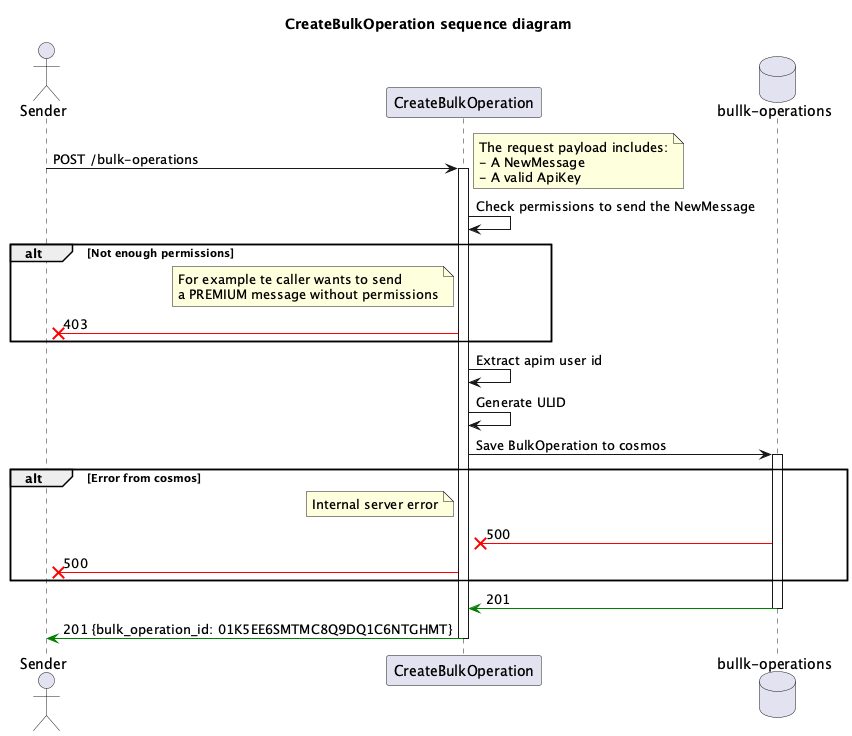 CreateBulkOperation sequence diagram
Sender
CreateBulkOperation
bullk-operations
POST /bulk-operations
The request payload includes:
- A NewMessage
- A valid ApiKey
Check permissions to send the NewMessage
alt
[Not enough permissions]
For example te caller wants to send
a PREMIUM message without permissions
403
Extract apim user id
Generate ULID
Save BulkOperation to cosmos
alt
[Error from cosmos]
Internal server error
500
500
201
201 {bulk_operation_id: 01K5EE6SMTMC8Q9DQ1C6NTGHMT}
Sender
CreateBulkOperation
bullk-operations